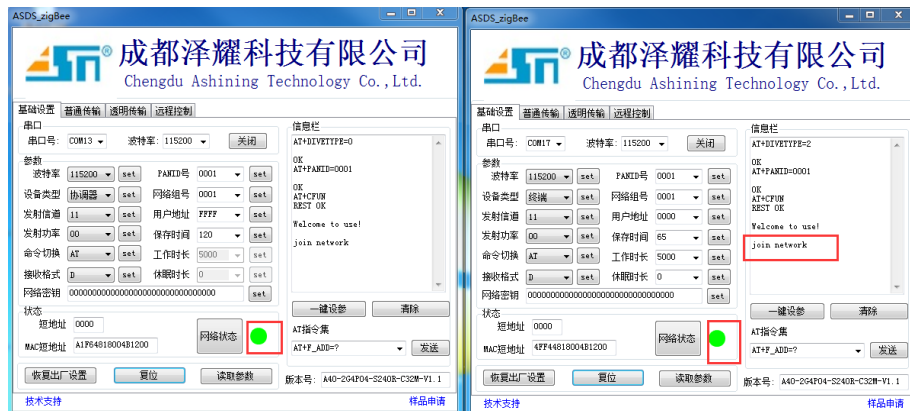 ASDS_zigBee
成都泽耀科技有限公司
Chengdu Ashining Technology Co.,Ltd.
基础设置 普通传输 透明传输 远程控制
串口
串口号: COM13 波特率: 115200 关闭
参数
波特率 115200 set PANID号 0001 set
设备类型 协调器 set 网络组号 0001 set
发射信道 11 set 用户地址 FFFF set
发射功率 00 set 保存时间 120 set
命令切换 AT set 工作时长 5000 set
接收格式 D set 休眠时长 0 set
网络密钥 00000000000000000000000000000000 set
状态
短地址 0000
网络状态
MAC短地址 A1F64818004B1200
恢复出厂设置 复位 读取参数
技术支持
信息栏
AT+DIVETYPE=0
OK
AT+PANID=0001
OK
AT+CFUN
REST OK
Welcome to use!
join network
一键设参 清除
AT指令集
AT+F_ADD=? 发送
版本号: A40-2G4P04-S240R-C32M-V1.1
样品申请
ASDS_zigBee
成都泽耀科技有限公司
Chengdu Ashining Technology Co.,Ltd.
基础设置 普通传输 透明传输 远程控制
串口
串口号: COM17 波特率: 115200 关闭
参数
波特率 115200 set PANID号 0001 set
设备类型 终端 set 网络组号 0001 set
发射信道 11 set 用户地址 0000 set
发射功率 00 set 保存时间 65 set
命令切换 AT set 工作时长 5000 set
接收格式 D set 休眠时长 0 set
网络密钥 00000000000000000000000000000000 set
状态
短地址 0000
网络状态
MAC短地址 4FF44818004B1200
恢复出厂设置 复位 读取参数
技术支持
信息栏
AT+DIVETYPE=2
OK
AT+PANID=0001
OK
AT+CFUN
REST OK
Welcome to use!
join network
一键设参 清除
AT指令集
AT+F_ADD=? 发送
版本号: A40-2G4P04-S240R-C32M-V1.1
样品申请